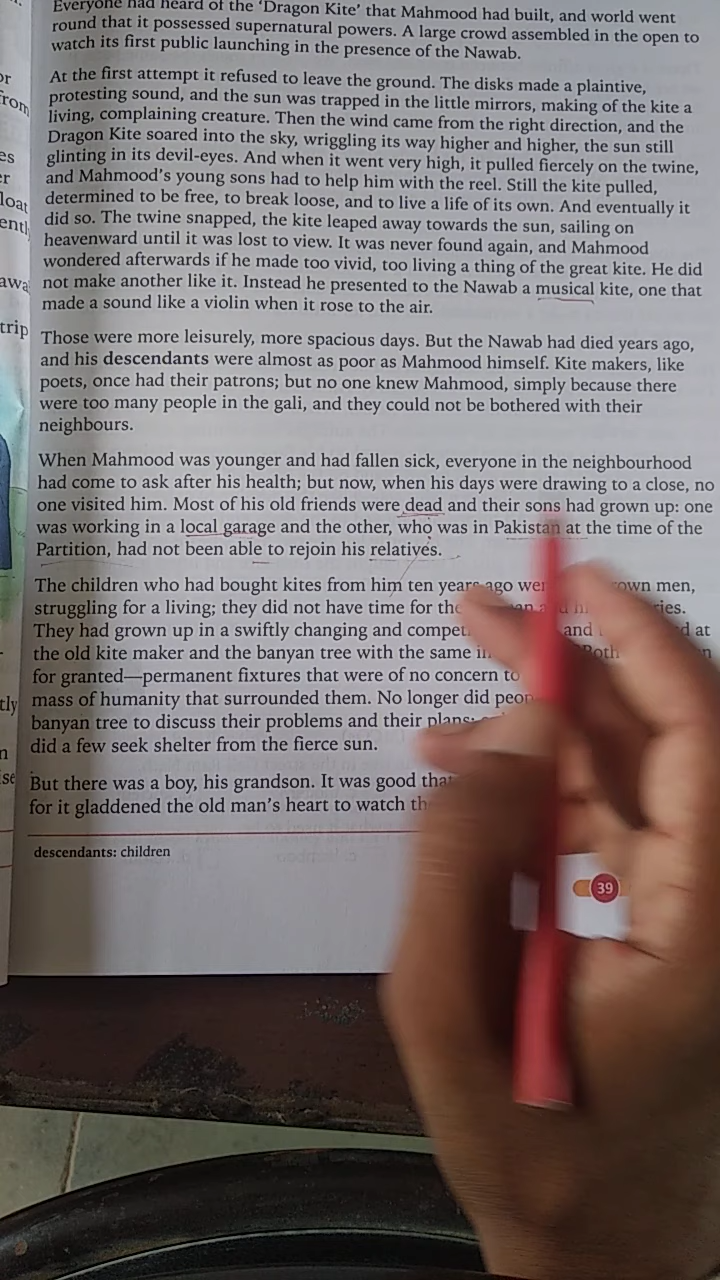 Everyone had heard of the 'Dragon Kite' that Mahmood had built, and world went
round that it possessed supernatural powers. A large crowd assembled in the open to
watch its first public launching in the presence of the Nawab.
At the first attempt it refused to leave the ground. The disks made a plaintive,
protesting sound, and the sun was trapped in the little mirrors, making of the kite a
living, complaining creature. Then the wind came from the right direction, and the
Dragon Kite soared into the sky, wriggling its way higher and higher, the sun still
glinting in its devil-eyes. And when it went very high, it pulled fiercely on the twine,
and Mahmood's young sons had to help him with the reel. Still the kite pulled,
determined to be free, to break loose, and to live a life of its own. And eventually it
did so. The twine snapped, the kite leaped away towards the sun, sailing on
heavenward until it was lost to view. It was never found again, and Mahmood
wondered afterwards if he made too vivid, too living a thing of the great kite. He did
not make another like it. Instead he presented to the Nawab a musical kite, one that
made a sound like a violin when it rose to the air.
Those were more leisurely, more spacious days. But the Nawab had died years ago,
and his descendants were almost as poor as Mahmood himself. Kite makers, like
poets, once had their patrons; but no one knew Mahmood, simply because there
were too many people in the gali, and they could not be bothered with their
neighbours.
When Mahmood was younger and had fallen sick, everyone in the neighbourhood
had come to ask after his health; but now, when his days were drawing to a close, no
one visited him. Most of his old friends were dead and their sons had grown up: one
was working in a local garage and the other, who was in Pakistan at the time of the
Partition, had not been able to rejoin his relatives.
The children who had bought kites from him ten years ago men,
struggling for a living; they did not have time for
They had grown up in a swiftly changing and and at
the old kite maker and the banyan tree with the same
for granted—permanent fixtures that were of no concern to
mass of humanity that surrounded them. No longer did
banyan tree to discuss their problems and their plans;
did a few seek shelter from the fierce sun.
But there was a boy, his grandson. It was good
for it gladdened the old man's heart to watch
descendants: children
39